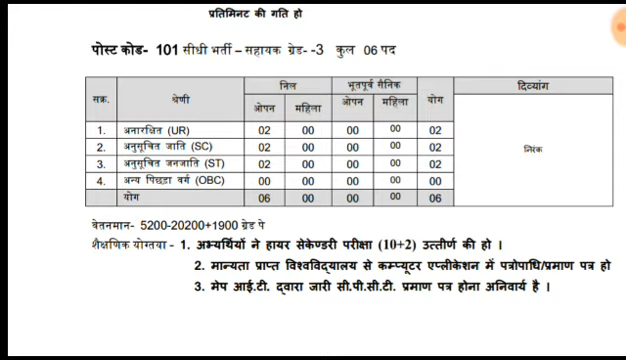 प्रतिमिनट की गति हो
पोस्ट कोड- 101 सीधी भर्ती – सहायक ग्रेड--3 कुल 06 पद
सक्र. श्रेणी निल भूतपूर्व सैनिक योग दिव्यांग
ओपन महिला ओपन महिला
1. अनारक्षित (UR) 02 00 00 00 02
2. अनुसूचित जाति (SC) 02 00 00 00 02
3. अनुसूचित जनजाति (ST) 02 00 00 00 02
निरंक
4. अन्य पिछड़ा वर्ग (OBC) 00 00 00 00 00
योग 06 00 00 00 06
वेतनमान- 5200-20200+1900 ग्रेड पे
शैक्षणिक योग्तया - 1. अभ्यर्थियों ने हायर सेकेण्डरी परीक्षा (10+2) उत्तीर्ण की हो ।
2. मान्यता प्राप्त विश्वविद्यालय से कम्प्यूटर एप्लीकेशन में पत्रोपाधि/प्रमाण पत्र हो
3. मेप आई.टी. द्वारा जारी सी.पी.सी.टी. प्रमाण पत्र होना अनिवार्य है ।